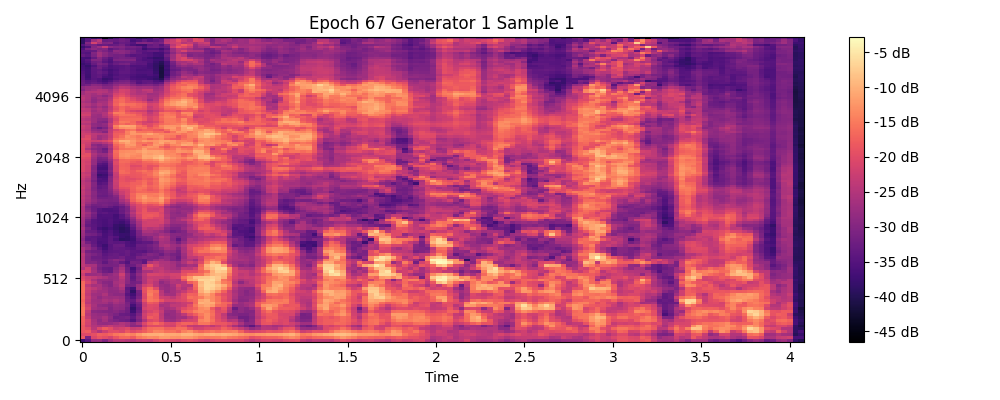 Epoch 67 Generator 1 Sample 1
Hz
4096
2048
1024
512
0
0 0.5 1 1.5 2 2.5 3 3.5 4
Time
-5 dB
-10 dB
-15 dB
-20 dB
-25 dB
-30 dB
-35 dB
-40 dB
-45 dB